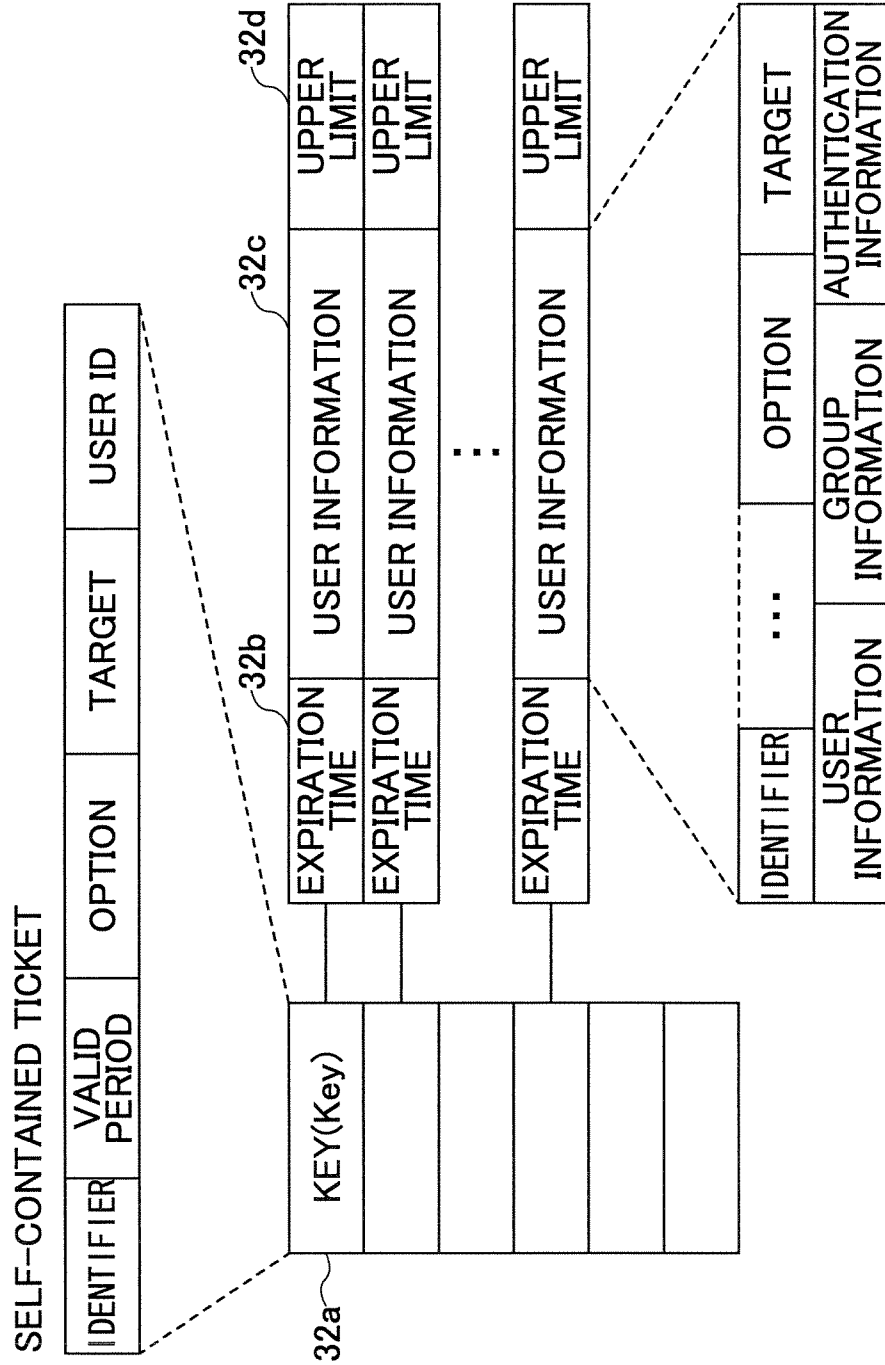 SELF-CONTAINED TICKET
IDENTIFIER
VALID
PERIOD
OPTION
TARGET
USER ID
32a
KEY(Key)
32b
32c
32d
EXPIRATION
TIME
USER INFORMATION
UPPER
LIMIT
EXPIRATION
TIME
USER INFORMATION
UPPER
LIMIT
...
EXPIRATION
TIME
USER INFORMATION
UPPER
LIMIT
IDENTIFIER
...
OPTION
TARGET
USER
INFORMATION
GROUP
INFORMATION
AUTHENTICATION
INFORMATION